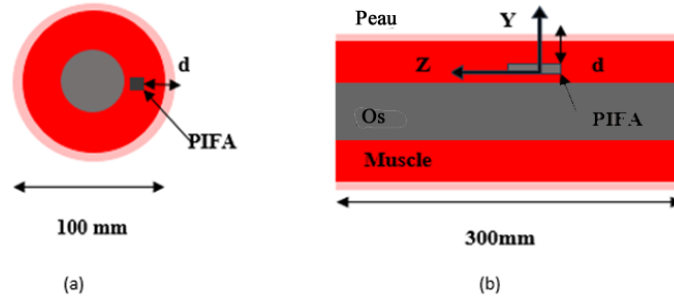 d
PIFA
100 mm
(a)
Peau
Y
Z
d
Os
PIFA
Muscle
300mm
(b)